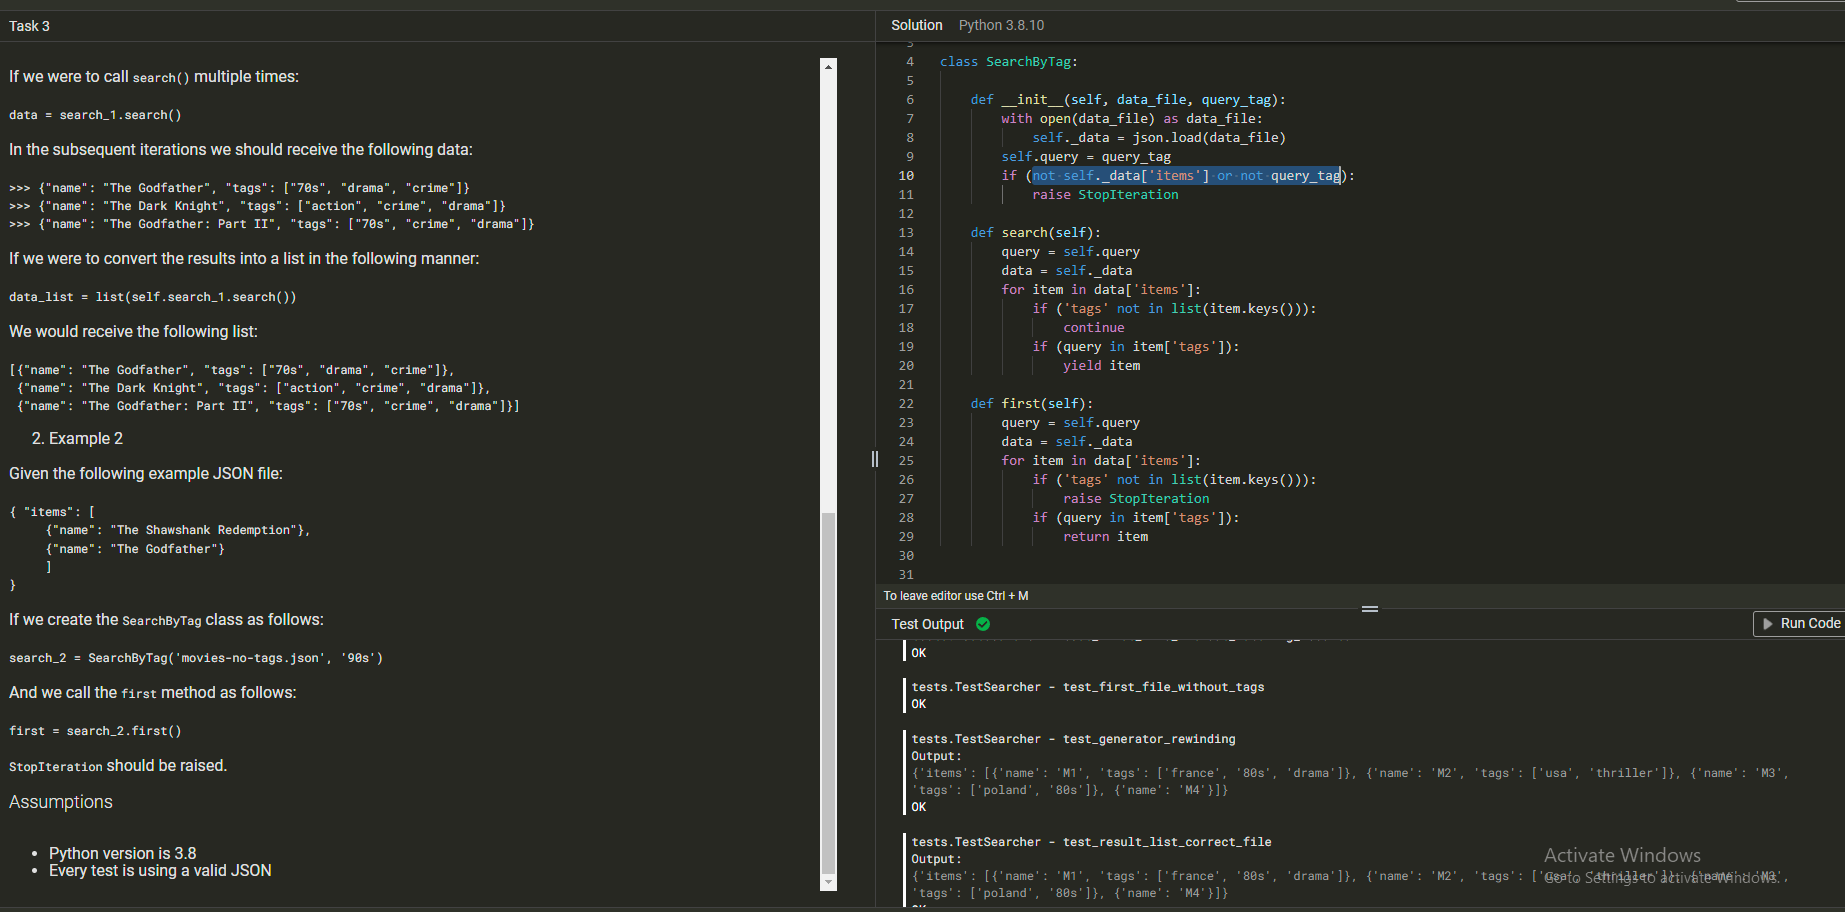 Task 3
If we were to call search() multiple times:
data = search_1.search()
In the subsequent iterations we should receive the following data:
>>> {"name": "The Godfather", "tags": ["70s", "drama", "crime"]}
>>> {"name": "The Dark Knight", "tags": ["action", "crime", "drama"]}
>>> {"name": "The Godfather: Part II", "tags": ["70s", "crime", "drama"]}
If we were to convert the results into a list in the following manner:
data_list = list(self.search_1.search())
We would receive the following list:
[{"name": "The Godfather", "tags": ["70s", "drama", "crime"]},
{"name": "The Dark Knight", "tags": ["action", "crime", "drama"]},
{"name": "The Godfather: Part II", "tags": ["70s", "crime", "drama"]}]
2. Example 2
Given the following example JSON file:
{ "items": [
{"name": "The Shawshank Redemption"},
{"name": "The Godfather"}
]
}
If we create the SearchByTag class as follows:
search_2 = SearchByTag('movies-no-tags.json', '90s')
And we call the first method as follows:
first = search_2.first()
StopIteration should be raised.
Assumptions
• Python version is 3.8
• Every test is using a valid JSON
Solution Python 3.8.10
4 class SearchByTag:
5
6 def __init__(self, data_file, query_tag):
7 with open(data_file) as data_file:
8 self._data = json.load(data_file)
9 self.query = query_tag
10 if (not self._data['items'] or not query_tag):
11 raise StopIteration
12
13 def search(self):
14 query = self.query
15 data = self._data
16 for item in data['items']:
17 if ('tags' not in list(item.keys())):
18 continue
19 if (query in item['tags']):
20 yield item
21
22 def first(self):
23 query = self.query
24 data = self._data
25 for item in data['items']:
26 if ('tags' not in list(item.keys())):
27 raise StopIteration
28 if (query in item['tags']):
29 return item
30
31
To leave editor use Ctrl + M
Test Output
Run Code
OK
tests.TestSearcher - test_first_file_without_tags
OK
tests.TestSearcher - test_generator_rewinding
Output:
{'items': [{'name': 'M1', 'tags': ['france', '80s', 'drama']}, {'name': 'M2', 'tags': ['usa', 'thriller']}, {'name': 'M3',
'tags': ['poland', '80s']}, {'name': 'M4'}]}
OK
tests.TestSearcher - test_result_list_correct_file
Output:
{'items': [{'name': 'M1', 'tags': ['france', '80s', 'drama']}, {'name': 'M2', 'tags': ['usa', 'thriller']}, {'name': 'M3',
'tags': ['poland', '80s']}, {'name': 'M4'}]}
Activate Windows
Go to Settings to activate Windows.